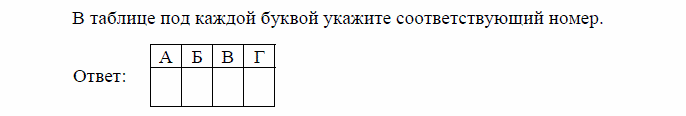 В таблице под каждой буквой укажите соответствующий номер.
А Б В Г
Ответ: